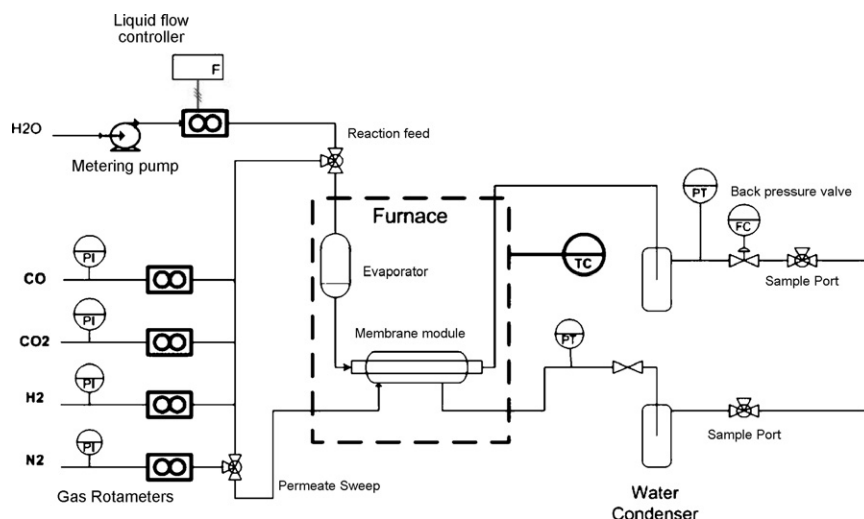 Liquid flow
controller
F
H2O
Metering pump
Reaction feed
PT
Back pressure valve
FC
Furnace
PI
CO
Evaporator
TC
Sample Port
PI
CO2
Membrane module
PT
PI
H2
PI
N2
Sample Port
Gas Rotameters
Permeate Sweep
Water
Condenser